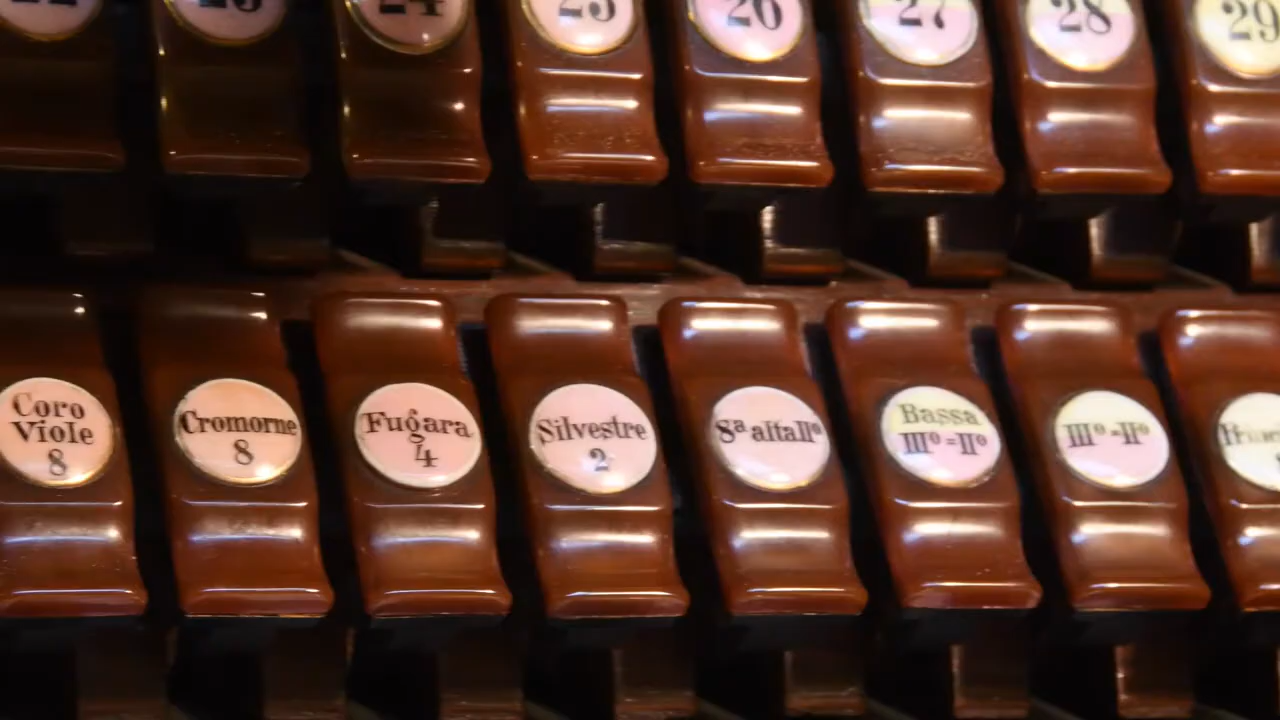 24
25
26
27
28
29
Coro
Viole
8
Cromorne
8
Fugara
4
Silvestre
2
8ª altaIIº
Bassa
IIIº=IIº
IIIº=IIº